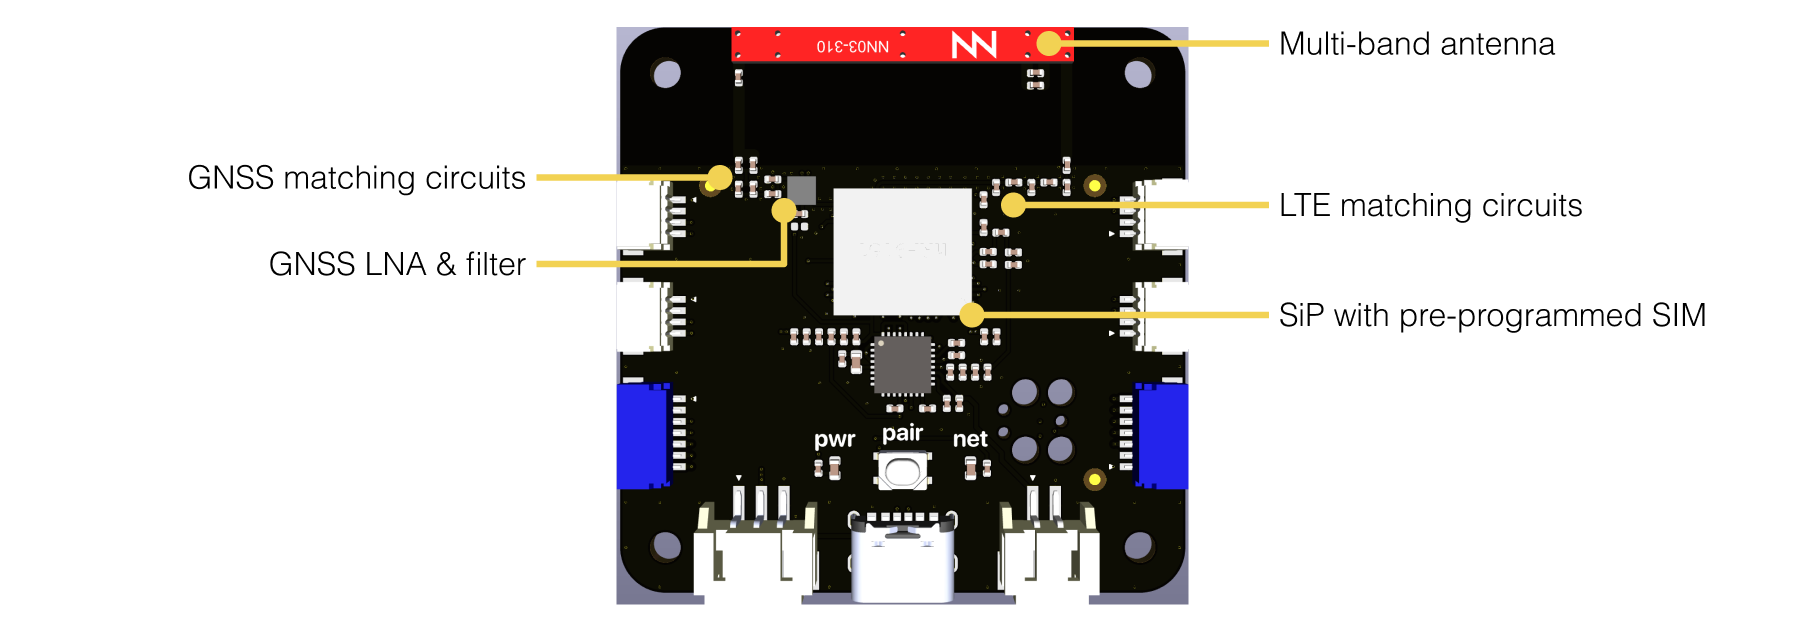 NN03-310
Multi-band antenna
GNSS matching circuits
LTE matching circuits
GNSS LNA & filter
SiP with pre-programmed SIM
pwr
pair
net